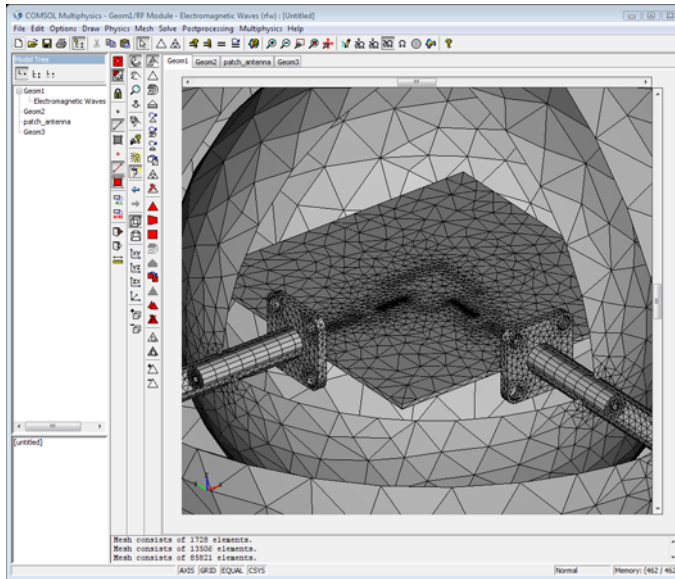 COMSOL Multiphysics - Geom1/RF Module - Electromagnetic Waves (rfw) : [Untitled]
File Edit Options Draw Physics Mesh Solve Postprocessing Multiphysics Help
Model Tree
Geom1 Geom2 patch_antenna Geom3
Geom1
Electromagnetic Waves
Geom2
patch_antenna
Geom3
[untitled]
Mesh consists of 1728 elements.
Mesh consists of 13506 elements.
Mesh consists of 85821 elements.
AXIS GRID EQUAL CSYS Normal Memory: (462 / 462